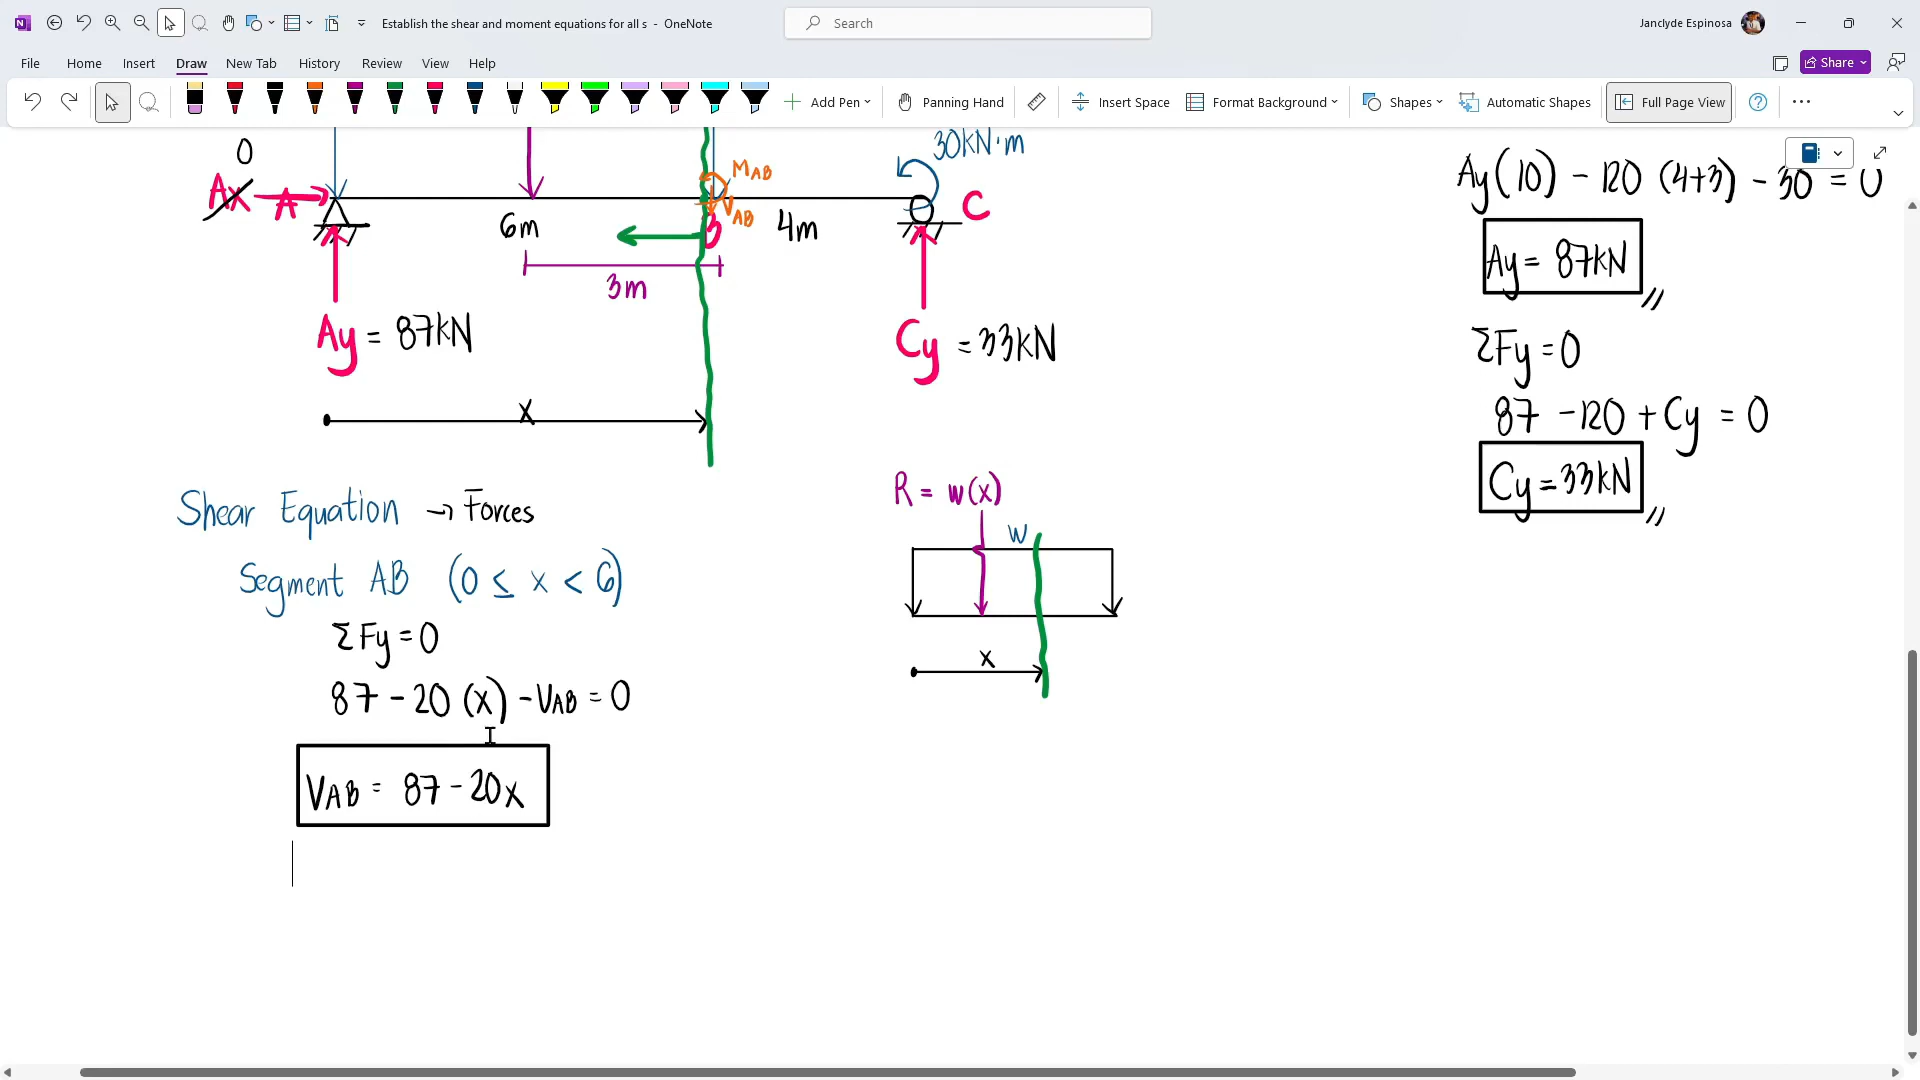 Establish the shear and moment equations for all s - OneNote
Search
Janclyde Espinosa
File Home Insert Draw New Tab History Review View Help
Share
Add Pen Panning Hand Insert Space Format Background Shapes Automatic Shapes Full Page View
0
30kN·m
Ay(10) - 120 (4+3) - 30 = 0
MAB
Ax A
C
VAB
B
6m
4m
Ay = 87kN
3m
Ay = 87kN
Cy = 33kN
ΣFy = 0
x
87 - 120 + Cy = 0
Cy = 33kN
R = w(x)
Shear Equation → Forces
w
Segment AB (0 ≤ x < 6)
ΣFy = 0
x
87 - 20 (x) - VAB = 0
VAB = 87 - 20x